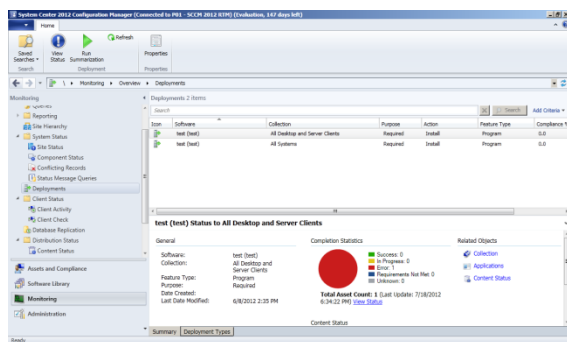 System Center 2012 Configuration Manager (Connected to P01 - SCCM 2012 RTM) (Evaluation, 147 days left)
Home
Saved Searches
View Status
Run Summarization
Refresh
Properties
Search
Deployment
Properties
\ Monitoring Overview Deployments
Monitoring
Queries
Reporting
Site Hierarchy
System Status
Site Status
Component Status
Conflicting Records
Status Message Queries
Deployments
Client Status
Client Activity
Client Check
Database Replication
Distribution Status
Content Status
Assets and Compliance
Software Library
Monitoring
Administration
Deployments 2 items
Search
Search
Add Criteria
Icon Software Collection Purpose Action Feature Type Compliance %
test (test) All Desktop and Server Clients Required Install Program 0.0
test (test) All Systems Required Install Program 0.0
test (test) Status to All Desktop and Server Clients
General
Software: test (test)
Collection: All Desktop and Server Clients
Feature Type: Program
Purpose: Required
Date Created:
Last Date Modified: 6/8/2012 2:35 PM
Completion Statistics
Success: 0
In Progress: 0
Error: 1
Requirements Not Met: 0
Unknown: 0
Total Asset Count: 1 (Last Update: 7/18/2012
6:34:22 PM) View Status
Content Status
Related Objects
Collection
Applications
Content Status
Summary Deployment Types
Ready